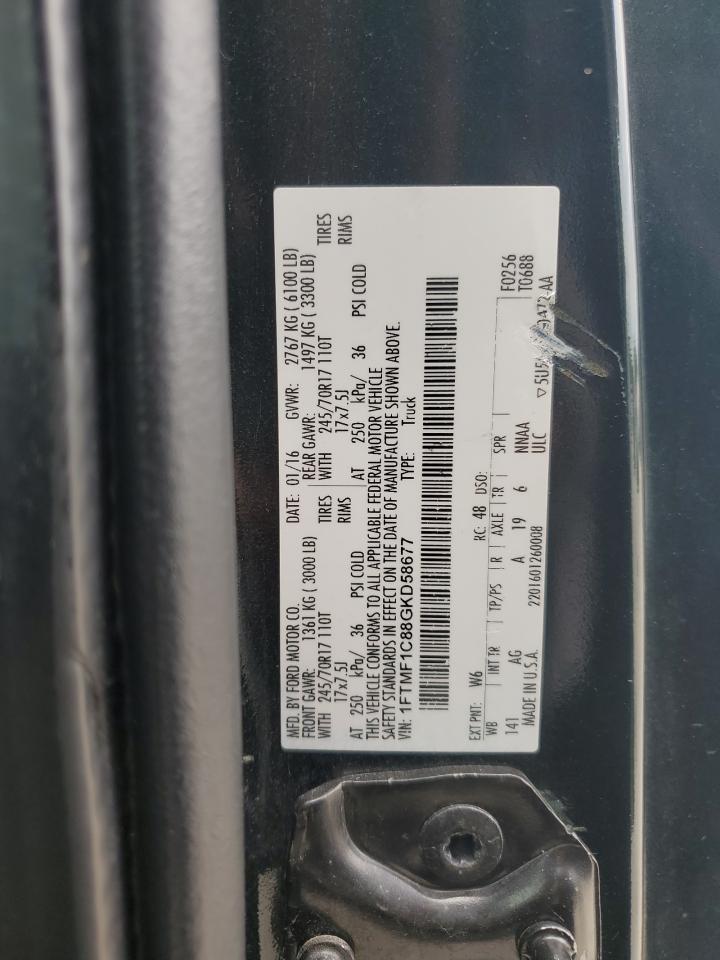 MFD. BY FORD MOTOR CO. DATE: 01/16 GVWR: 2767 KG ( 6100 LB)
FRONT GAWR: 1361 KG ( 3000 LB) REAR GAWR: 1497 KG ( 3300 LB)
WITH 245/70R17 110T TIRES WITH 245/70R17 110T TIRES
17x7.5J RIMS 17x7.5J RIMS
AT 250 kPa/ 36 PSI COLD AT 250 kPa/ 36 PSI COLD
THIS VEHICLE CONFORMS TO ALL APPLICABLE FEDERAL MOTOR VEHICLE
SAFETY STANDARDS IN EFFECT ON THE DATE OF MANUFACTURE SHOWN ABOVE.
VIN: 1FTMF1C88GKD58677 TYPE: Truck
EXT PNT: W6 RC: 48 DSO: F0256
WB INT TR TP/PS R AXLE TR SPR T0688
141 AG A 19 6 NNAA
MADE IN U.S.A. 2201601260008 ULC